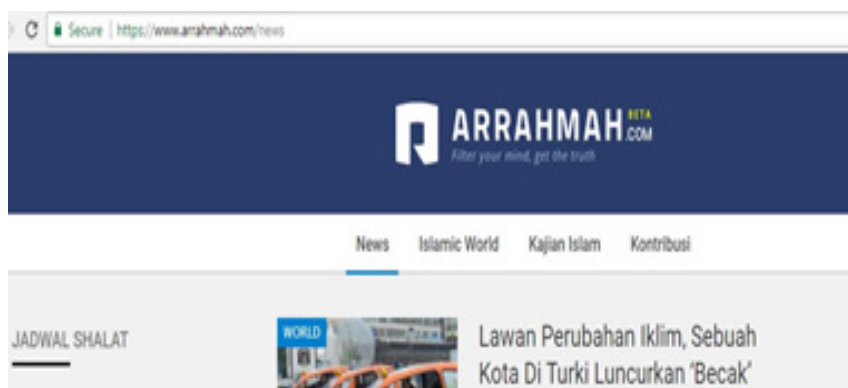 Secure | https://www.arrahmah.com/news
ARRAHMAH.COM BETA
Filter your mind, get the truth
News Islamic World Kajian Islam Kontribusi
JADWAL SHALAT
WORLD
Lawan Perubahan Iklim, Sebuah
Kota Di Turki Luncurkan ‘Becak’